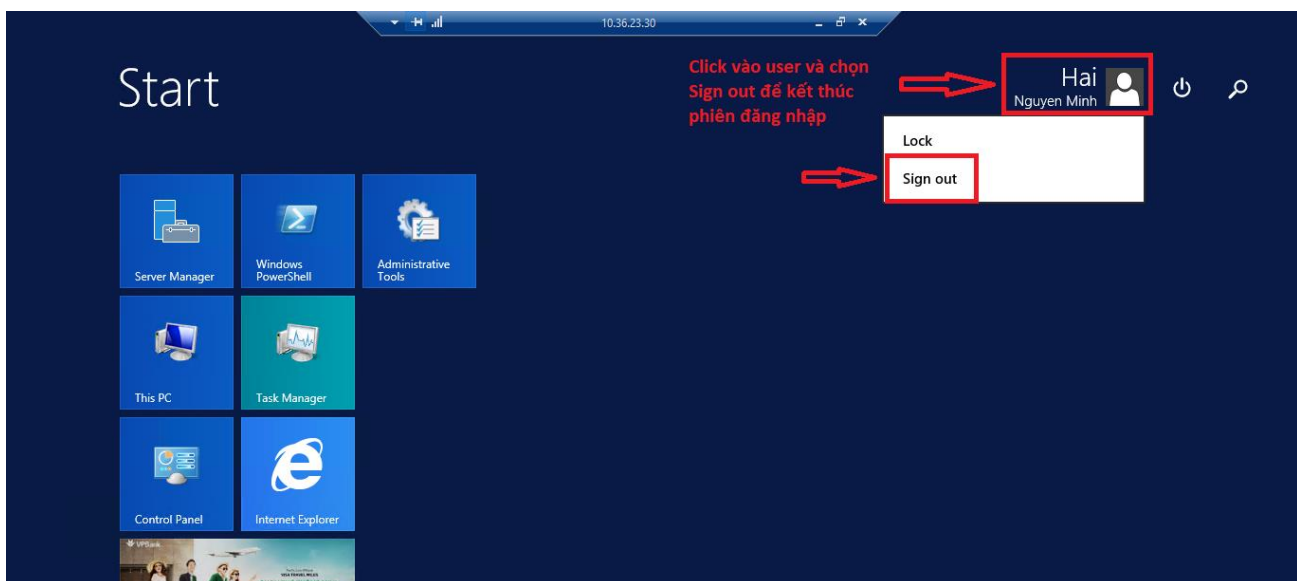 10.36.23.30
Start
Click vào user và chọn
Sign out để kết thúc
phiên đăng nhập
Hai
Nguyen Minh
Lock
Sign out
Server Manager
Windows
PowerShell
Administrative
Tools
This PC
Task Manager
Control Panel
Internet Explorer
VPBank